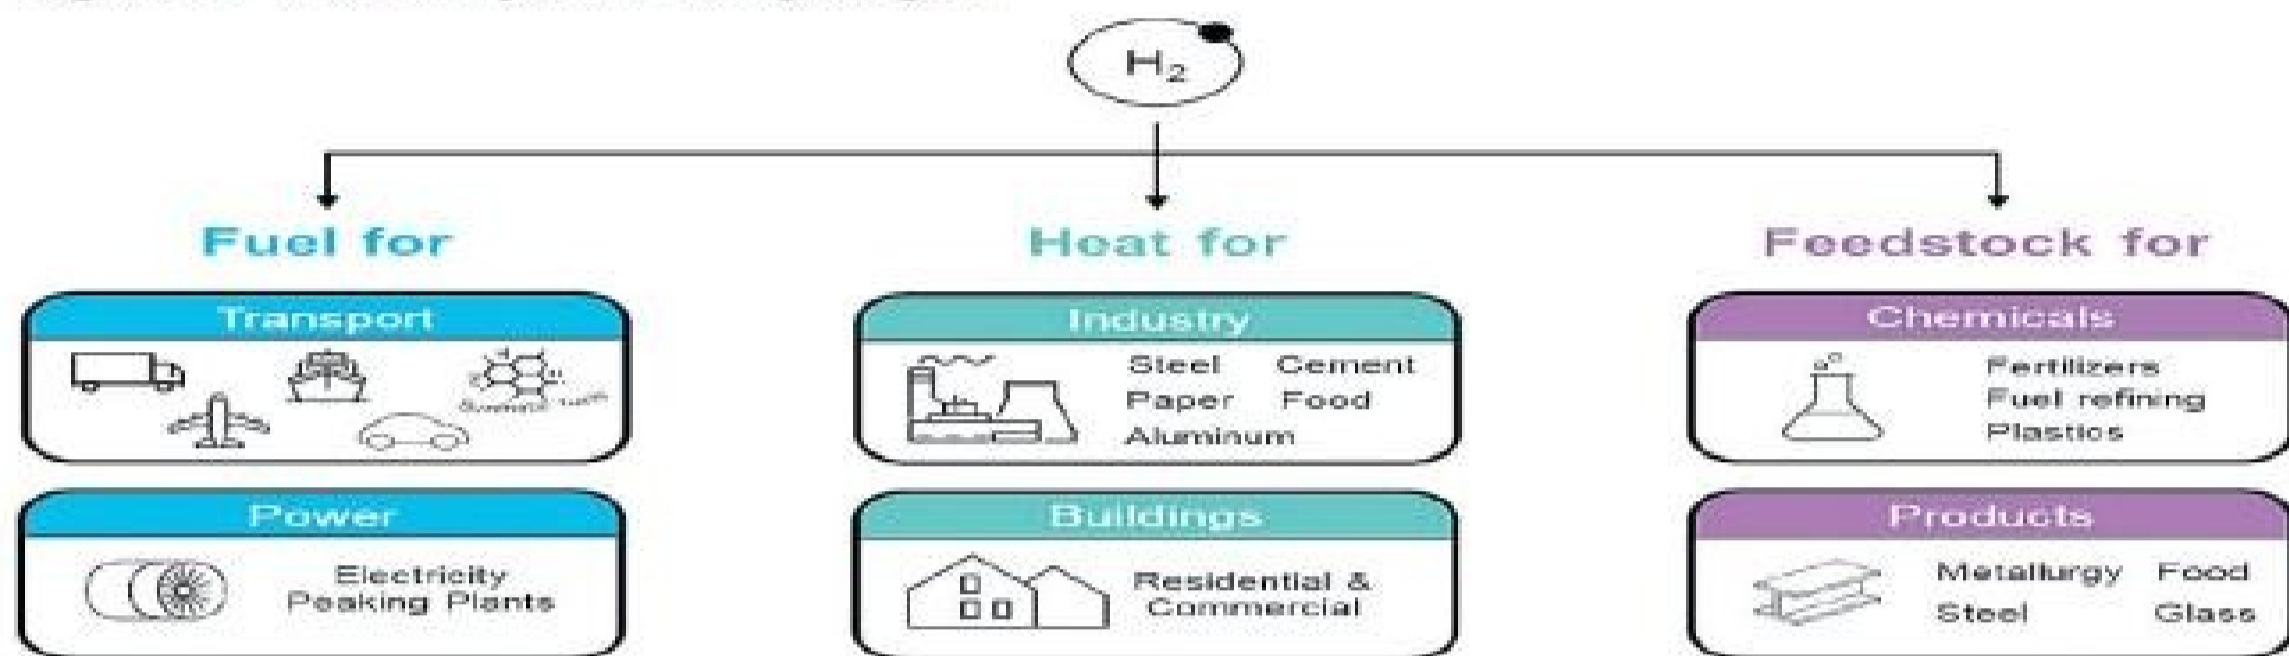 H₂
Fuel for
Heat for
Feedstock for
Transport
Industry
Steel Cement
Paper Food
Aluminum
Chemicals
Fertilizers
Fuel refining
Plastics
Power
Electricity
Peaking Plants
Buildings
Residential &
Commercial
Products
Metallurgy Food
Steel Glass